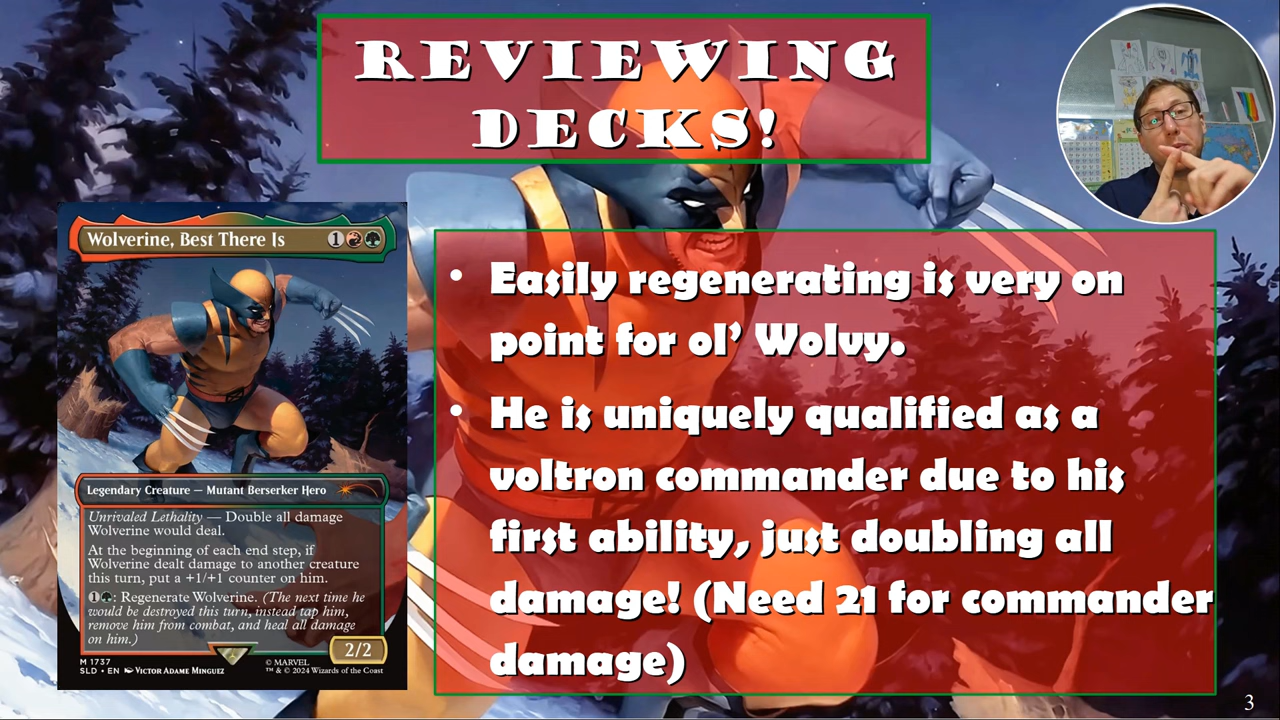 REVIEWING
DECKS!
Wolverine, Best There Is 1
Legendary Creature — Mutant Berserker Hero
Unrivaled Lethality — Double all damage
Wolverine would deal.
At the beginning of each end step, if
Wolverine dealt damage to another creature
this turn, put a +1/+1 counter on him.
1: Regenerate Wolverine. (The next time he
would be destroyed this turn, instead tap him,
remove him from combat, and heal all damage
on him.)
2/2
M 1737
SLD • EN Victor Adame Minguez
© MARVEL
™ & © 2024 Wizards of the Coast
• Easily regenerating is very on
point for ol’ Wolvy.
• He is uniquely qualified as a
voltron commander due to his
first ability, just doubling all
damage! (Need 21 for commander
damage)
3